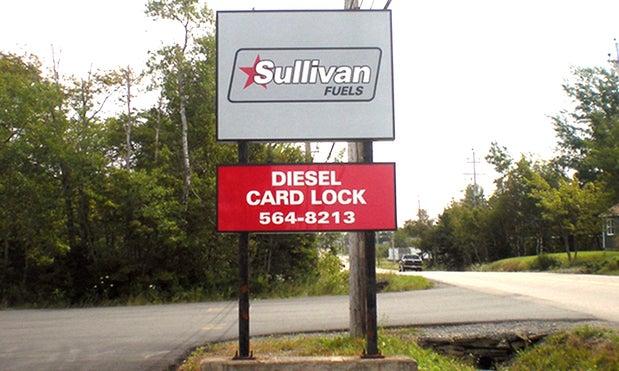 Sullivan
FUELS
DIESEL
CARD LOCK
564-8213